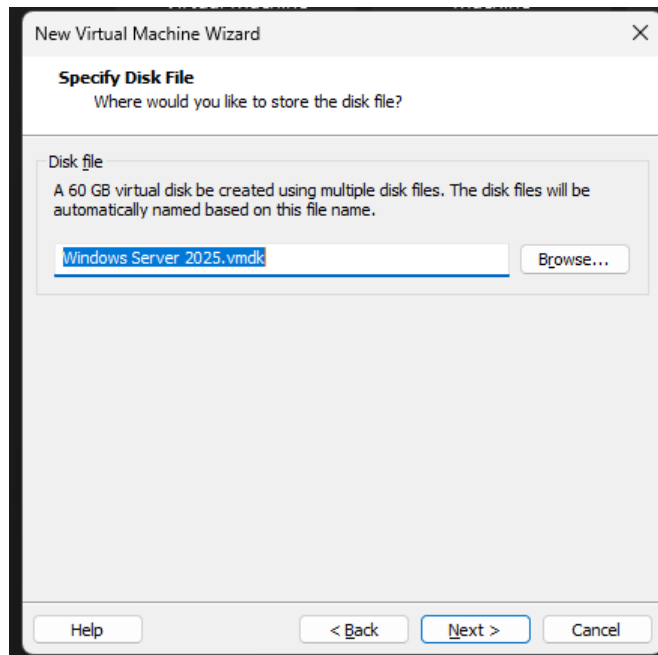 New Virtual Machine Wizard
Specify Disk File
Where would you like to store the disk file?
Disk file
A 60 GB virtual disk be created using multiple disk files. The disk files will be
automatically named based on this file name.
Windows Server 2025.vmdk
Browse...
Help
< Back
Next >
Cancel